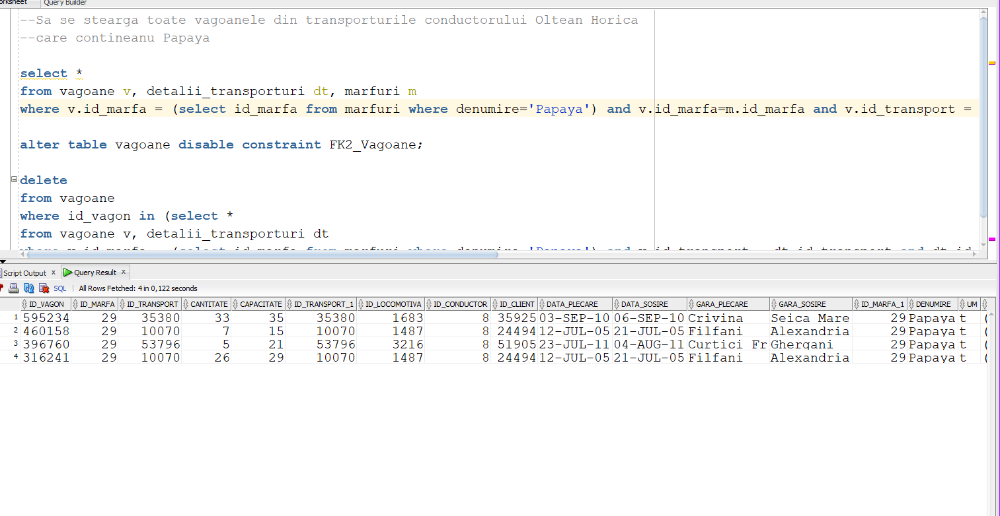 Query Builder
--Sa se stearga toate vagoanele din transporturile conductorului Oltean Horica
--care contineanu Papaya
select *
from vagoane v, detalii_transporturi dt, marfuri m
where v.id_marfa = (select id_marfa from marfuri where denumire='Papaya') and v.id_marfa=m.id_marfa and v.id_transport =
alter table vagoane disable constraint FK2_Vagoane;
delete
from vagoane
where id_vagon in (select *
from vagoane v, detalii_transporturi dt
Script Output x Query Result x
SQL | All Rows Fetched: 4 in 0,122 seconds
ID_VAGON ID_MARFA ID_TRANSPORT CANTITATE CAPACITATE ID_TRANSPORT_1 ID_LOCOMOTIVA ID_CONDUCTOR ID_CLIENT DATA_PLECARE DATA_SOSIRE GARA_PLECARE GARA_SOSIRE ID_MARFA_1 DENUMIRE UM
1 595234 29 35380 33 35 35380 1683 8 35925 03-SEP-10 06-SEP-10 Crivina Seica Mare 29 Papaya t (
2 460158 29 10070 7 15 10070 1487 8 24494 12-JUL-05 21-JUL-05 Filfani Alexandria 29 Papaya t (
3 396760 29 53796 5 21 53796 3216 8 51905 23-JUL-11 04-AUG-11 Curtici Fr Ghergani 29 Papaya t (
4 316241 29 10070 26 29 10070 1487 8 24494 12-JUL-05 21-JUL-05 Filfani Alexandria 29 Papaya t (